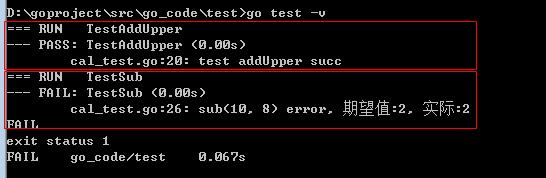 D:\goproject\src\go_code\test>go test -v
=== RUN   TestAddUpper
--- PASS: TestAddUpper (0.00s)
        cal_test.go:20: test addUpper succ
=== RUN   TestSub
--- FAIL: TestSub (0.00s)
        cal_test.go:26: sub(10, 8) error, 期望值:2, 实际:2
FAIL
exit status 1
FAIL    go_code/test    0.067s